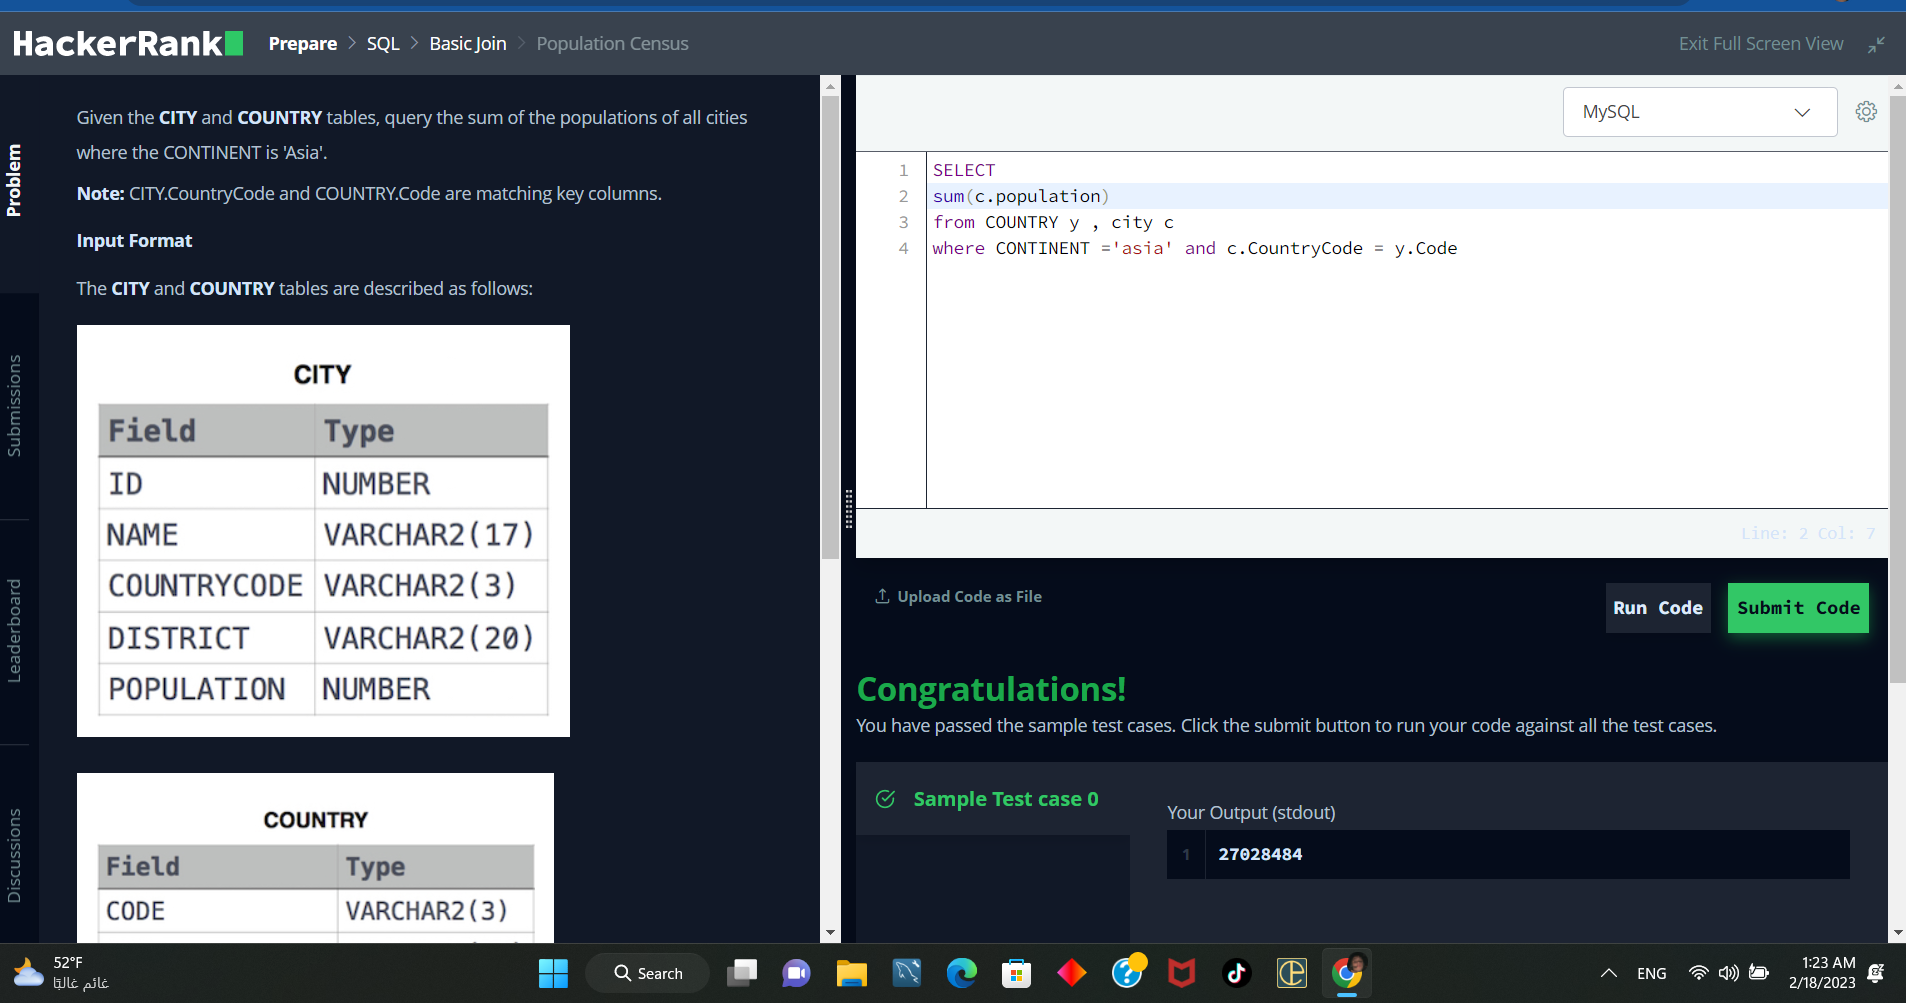 HackerRank Prepare > SQL > Basic Join > Population Census Exit Full Screen View
Problem
Submissions
Leaderboard
Discussions
Given the CITY and COUNTRY tables, query the sum of the populations of all cities
where the CONTINENT is 'Asia'.
Note: CITY.CountryCode and COUNTRY.Code are matching key columns.
Input Format
The CITY and COUNTRY tables are described as follows:
CITY
Field Type
ID NUMBER
NAME VARCHAR2(17)
COUNTRYCODE VARCHAR2(3)
DISTRICT VARCHAR2(20)
POPULATION NUMBER
COUNTRY
Field Type
CODE VARCHAR2(3)
MySQL
1 SELECT
2 sum(c.population)
3 from COUNTRY y , city c
4 where CONTINENT ='asia' and c.CountryCode = y.Code
Line: 2 Col: 7
Upload Code as File
Run Code
Submit Code
Congratulations!
You have passed the sample test cases. Click the submit button to run your code against all the test cases.
Sample Test case 0
Your Output (stdout)
1 27028484
52°F
غائم غالبًا
Search
ENG
1:23 AM
2/18/2023